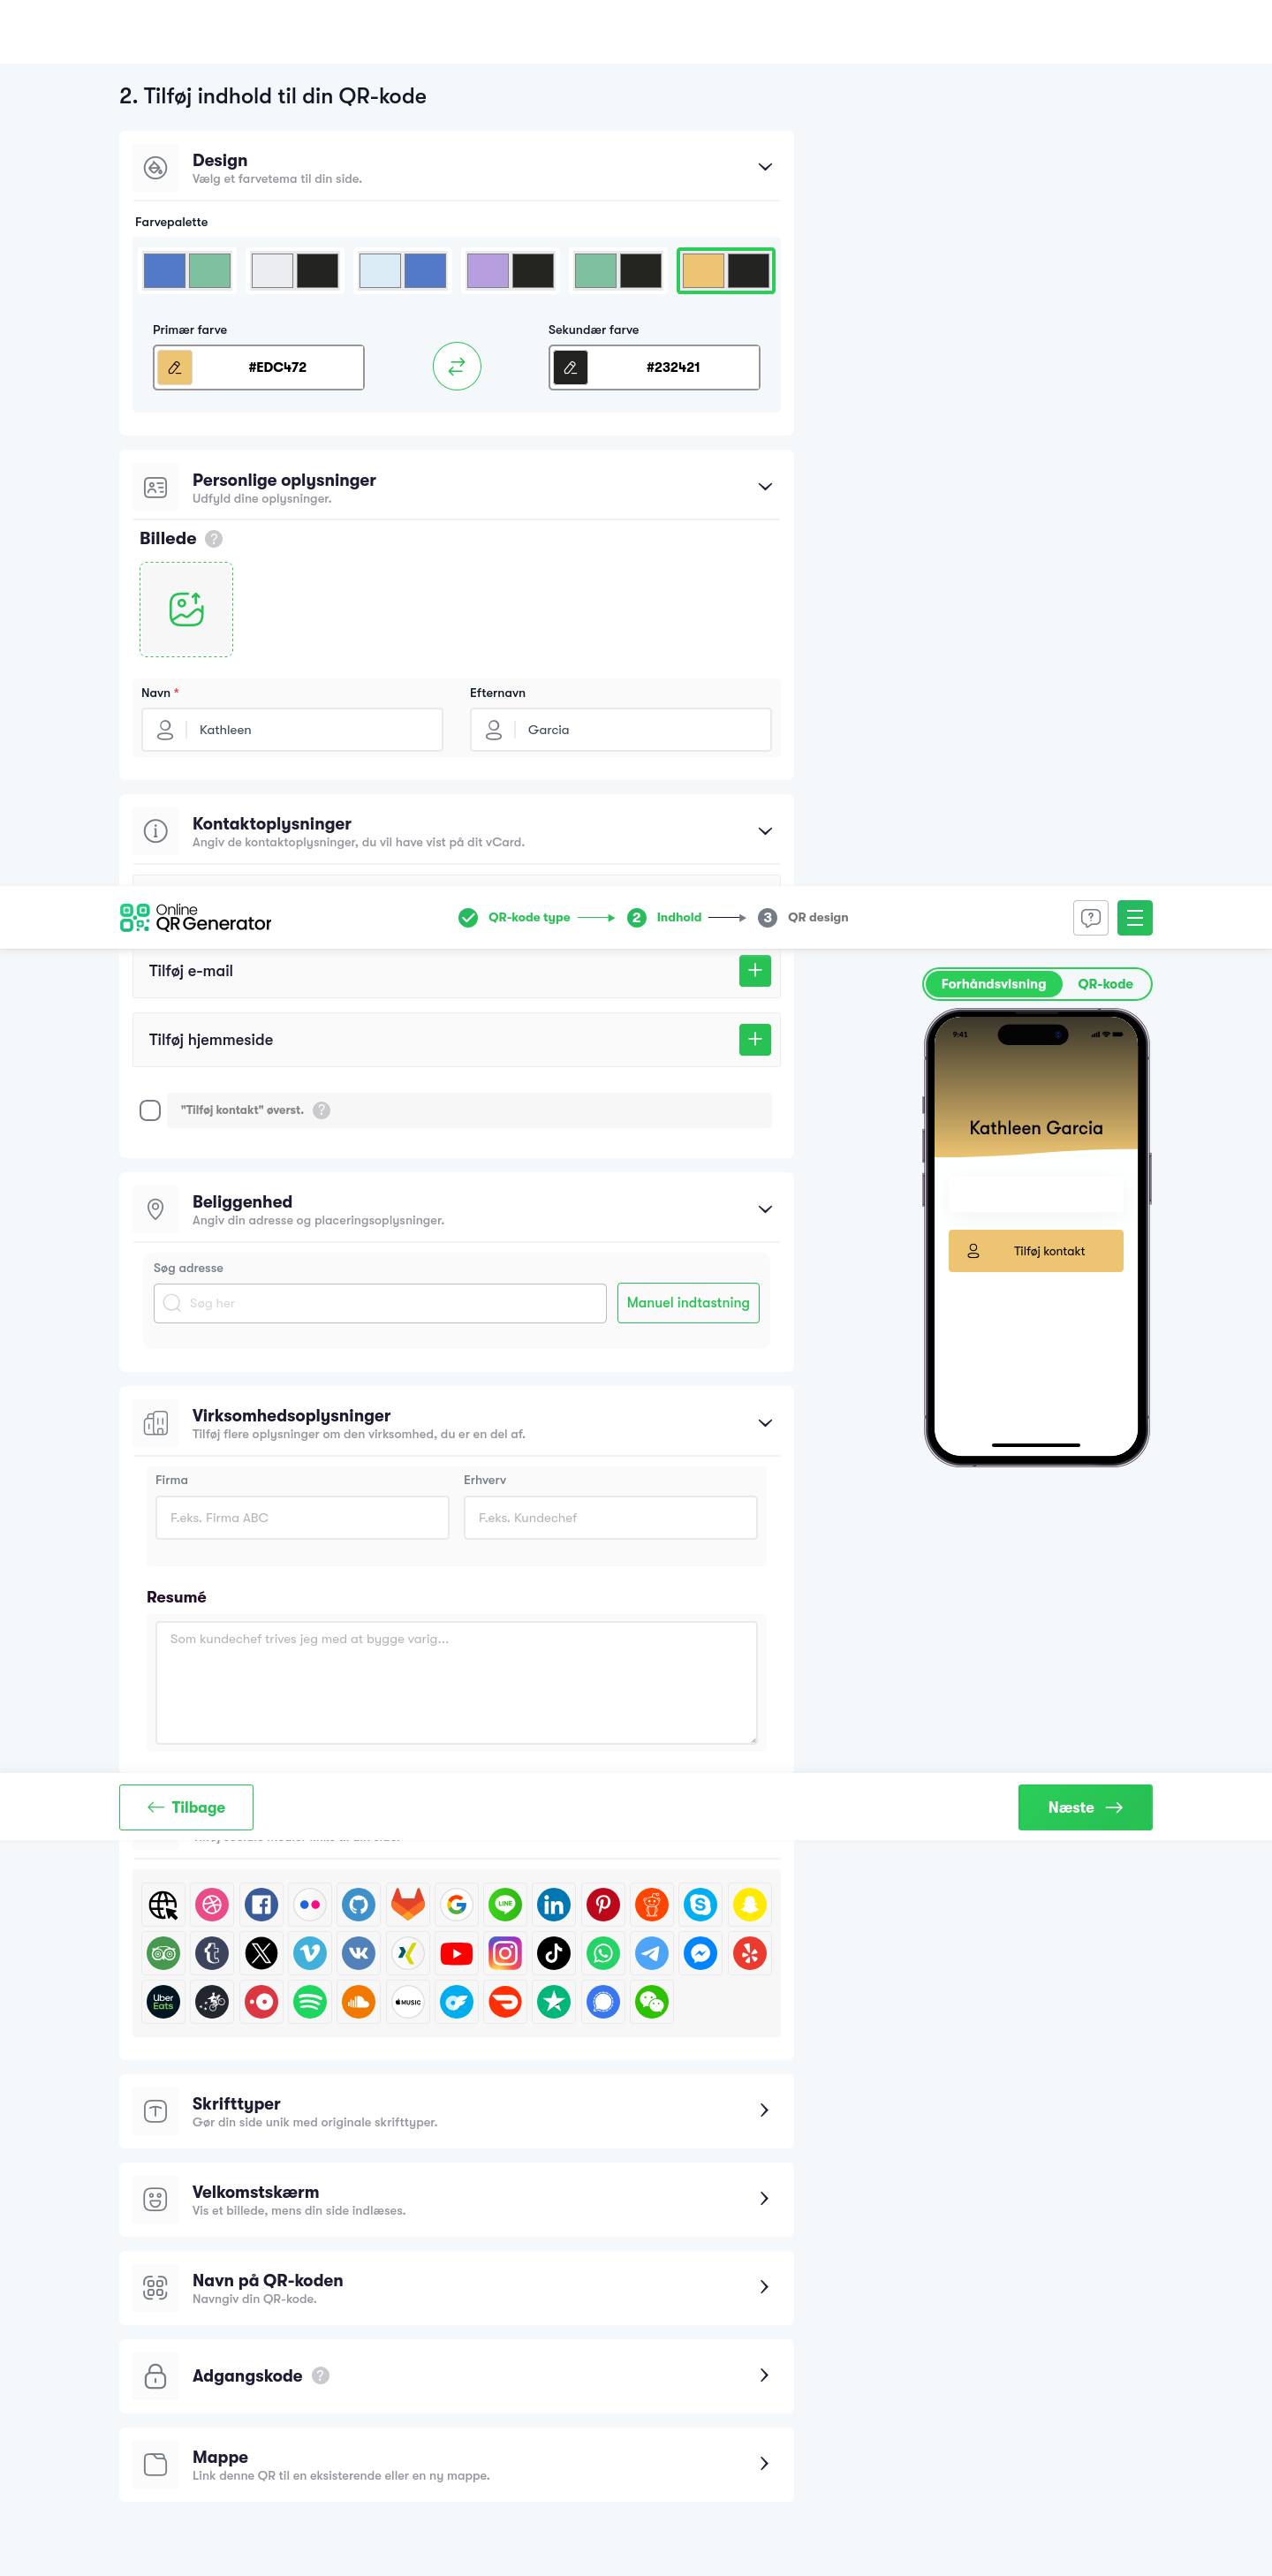 2. Tilføj indhold til din QR-kode
Design
Vælg et farvetema til din side.
Farvepalette
Primær farve
Sekundær farve
#EDC472
#232421
Personlige oplysninger
Udfyld dine oplysninger.
Billede ?
Navn *
Efternavn
Kathleen
Garcia
Kontaktoplysninger
Angiv de kontaktoplysninger, du vil have vist på dit vCard.
Online
QR Generator
QR-kode type
2 Indhold
3 QR design
Tilføj e-mail
Forhåndsvisning
QR-kode
9:41
Tilføj hjemmeside
"Tilføj kontakt" øverst. ?
Kathleen Garcia
Tilføj kontakt
Beliggenhed
Angiv din adresse og placeringsoplysninger.
Søg adresse
Søg her
Manuel indtastning
Virksomhedsoplysninger
Tilføj flere oplysninger om den virksomhed, du er en del af.
Firma
Erhverv
F.eks. Firma ABC
F.eks. Kundechef
Resumé
Som kundechef trives jeg med at bygge varig...
Tilbage
Næste
LINE
Uber
Eats
MUSIC
Skrifttyper
Gør din side unik med originale skrifttyper.
Velkomstskærm
Vis et billede, mens din side indlæses.
Navn på QR-koden
Navngiv din QR-kode.
Adgangskode ?
Mappe
Link denne QR til en eksisterende eller en ny mappe.